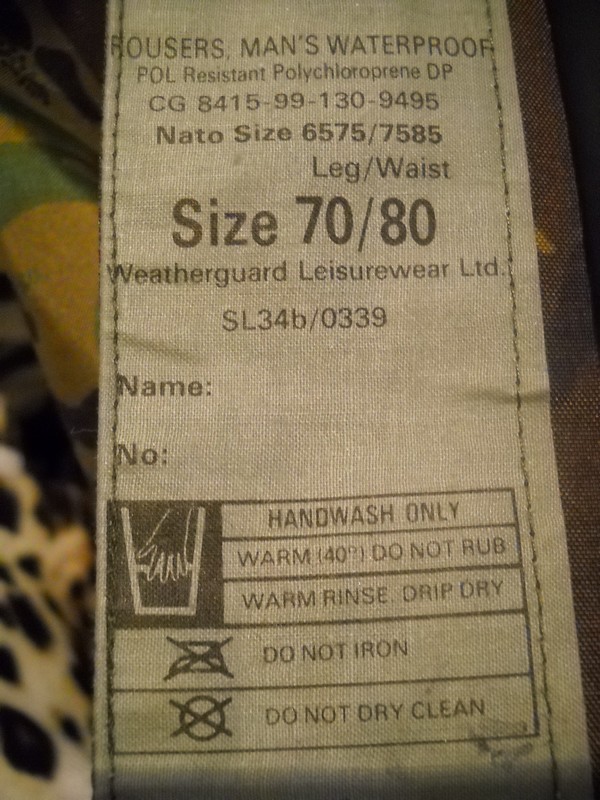 ROUSERS, MAN'S WATERPROOF
POL Resistant Polychloroprene DP
CG 8415-99-130-9495
Nato Size 6575/7585
Leg/Waist
Size 70/80
Weatherguard Leisurewear Ltd.
SL34b/0339
Name:
No:
HANDWASH ONLY
WARM (40°) DO NOT RUB
WARM RINSE. DRIP DRY
DO NOT IRON
DO NOT DRY CLEAN